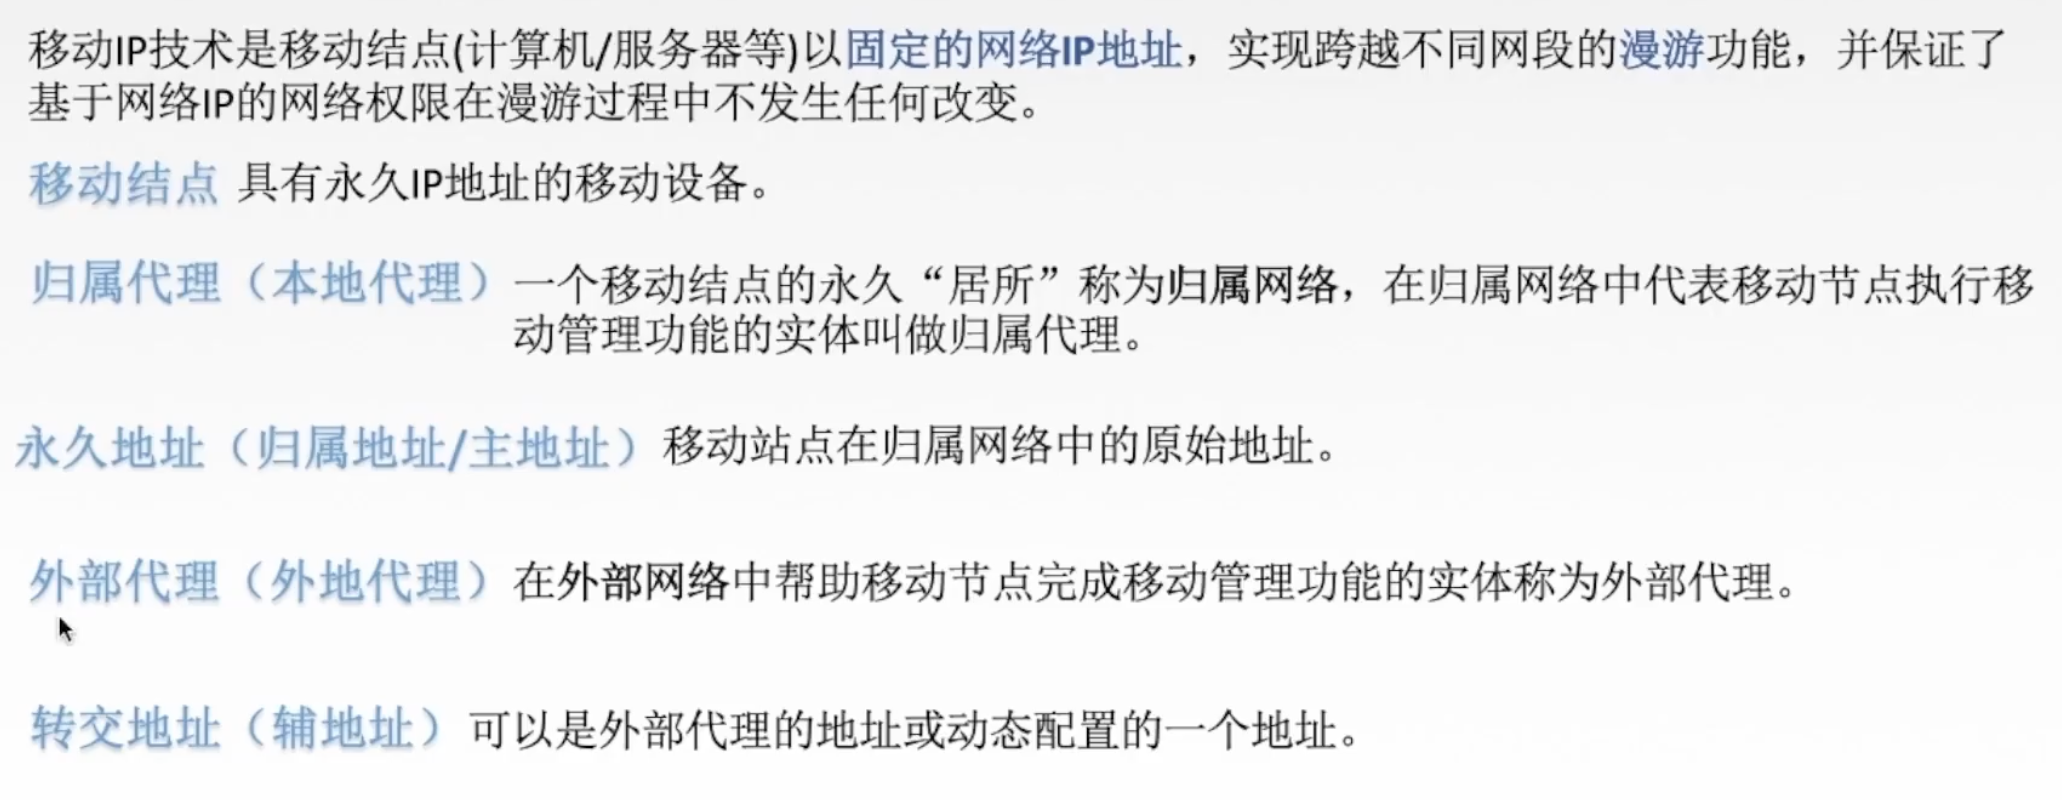 移动IP技术是移动结点(计算机/服务器等)以固定的网络IP地址，实现跨越不同网段的漫游功能，并保证了
基于网络IP的网络权限在漫游过程中不发生任何改变。
移动结点 具有永久IP地址的移动设备。
归属代理（本地代理）一个移动结点的永久“居所”称为归属网络，在归属网络中代表移动节点执行移
动管理功能的实体叫做归属代理。
永久地址（归属地址/主地址）移动站点在归属网络中的原始地址。
外部代理（外地代理）在外部网络中帮助移动节点完成移动管理功能的实体称为外部代理。
转交地址（辅地址）可以是外部代理的地址或动态配置的一个地址。